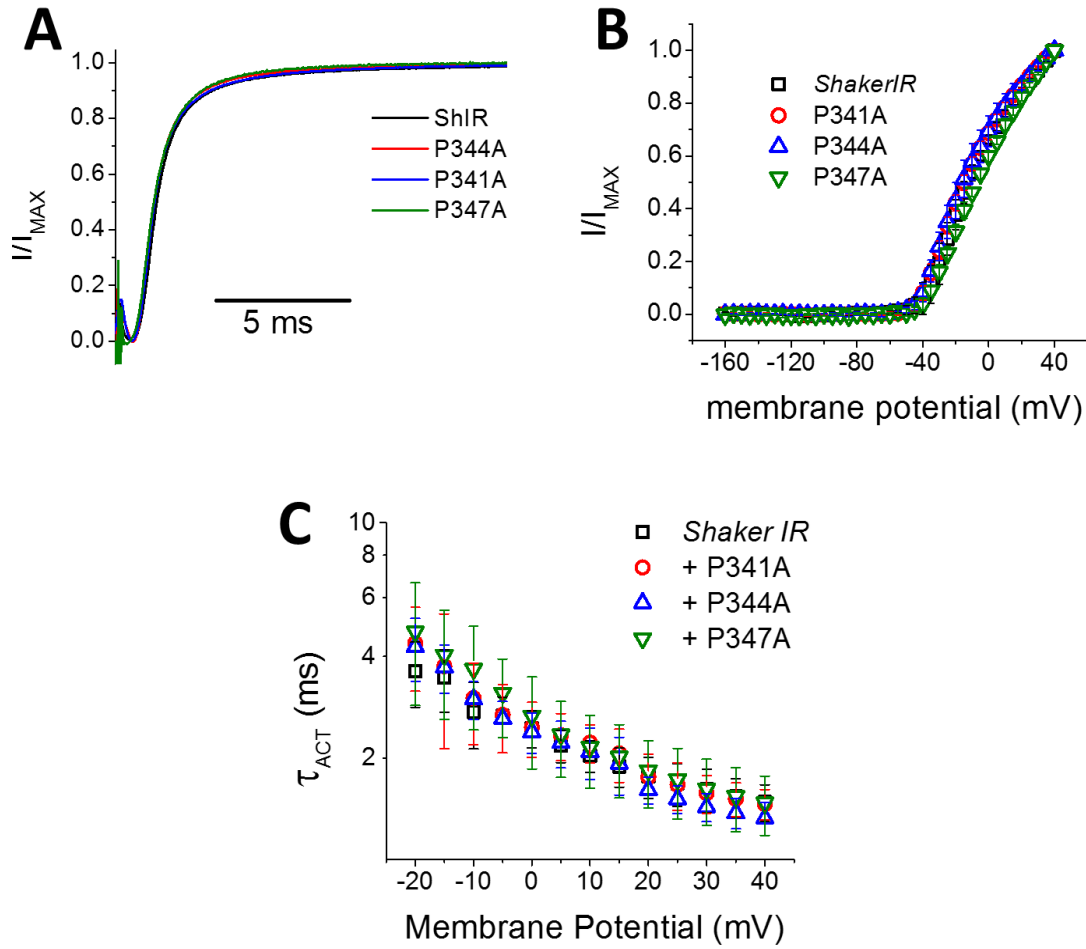 A
I/I_MAX
1.0
0.8
0.6
0.4
0.2
0.0
ShIR
P344A
P341A
P347A
5 ms
B
I/I_MAX
1.0
0.8
0.6
0.4
0.2
0.0
ShakerIR
P341A
P344A
P347A
-160 -120 -80 -40 0 40
membrane potential (mV)
C
τ_ACT (ms)
10
8
6
4
2
Shaker IR
+ P341A
+ P344A
+ P347A
-20 -10 0 10 20 30 40
Membrane Potential (mV)